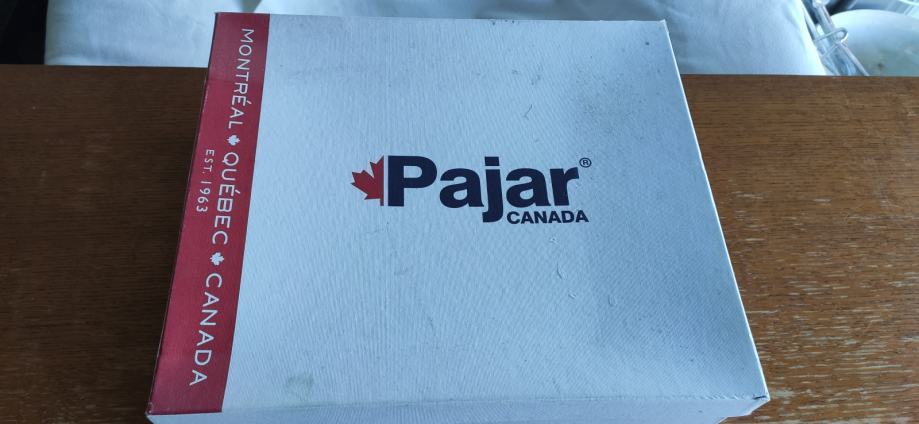 MONTRÉAL QUÉBEC CANADA
EST. 1963
Pajar®
CANADA